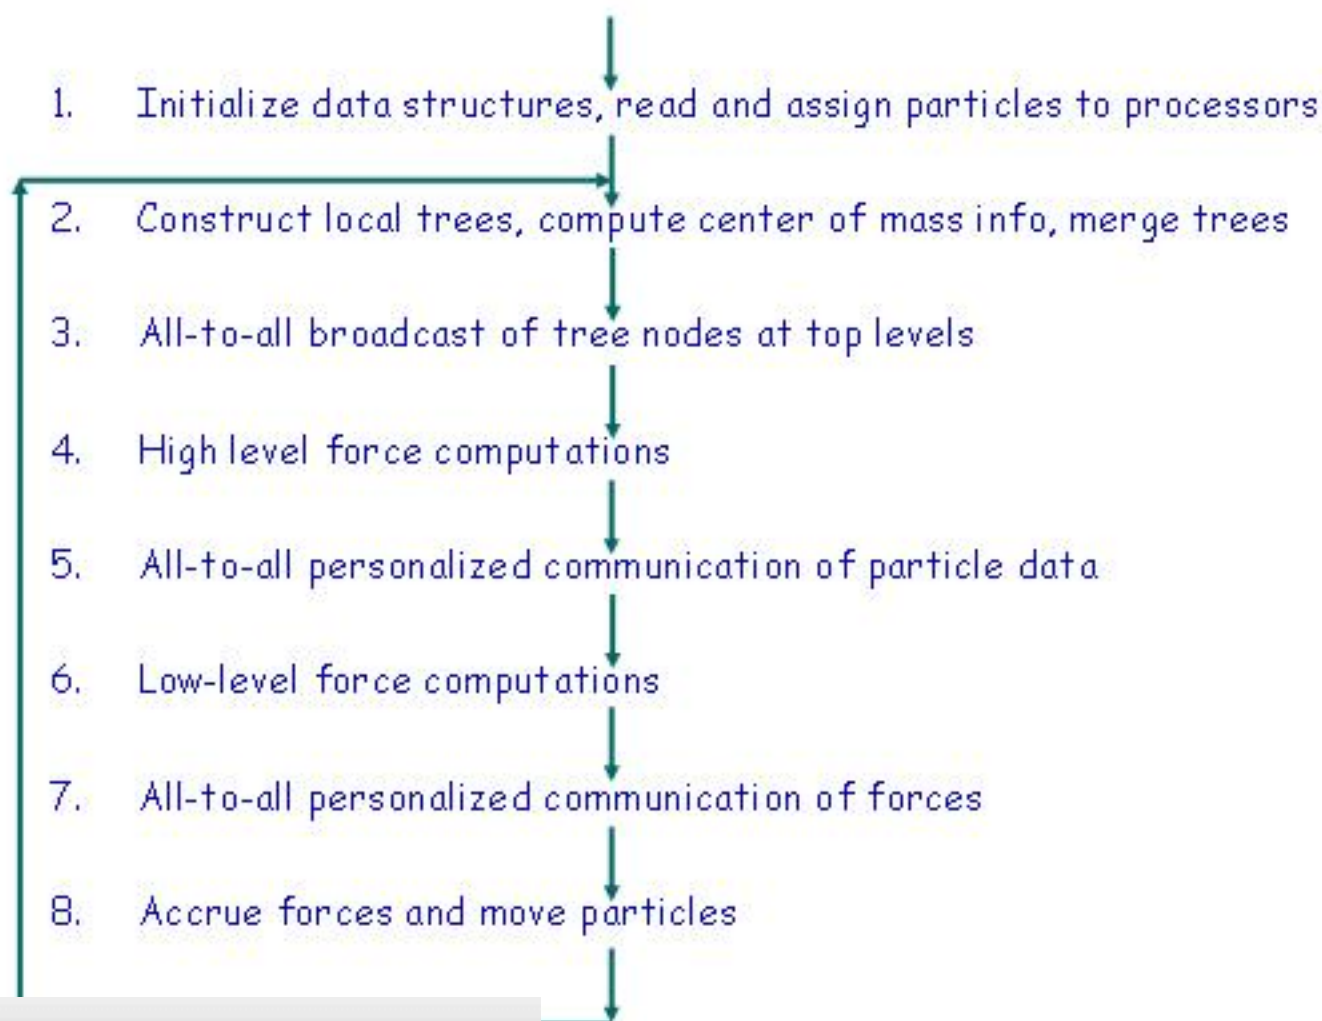 1. Initialize data structures, read and assign particles to processors
2. Construct local trees, compute center of mass info, merge trees
3. All-to-all broadcast of tree nodes at top levels
4. High level force computations
5. All-to-all personalized communication of particle data
6. Low-level force computations
7. All-to-all personalized communication of forces
8. Accrue forces and move particles